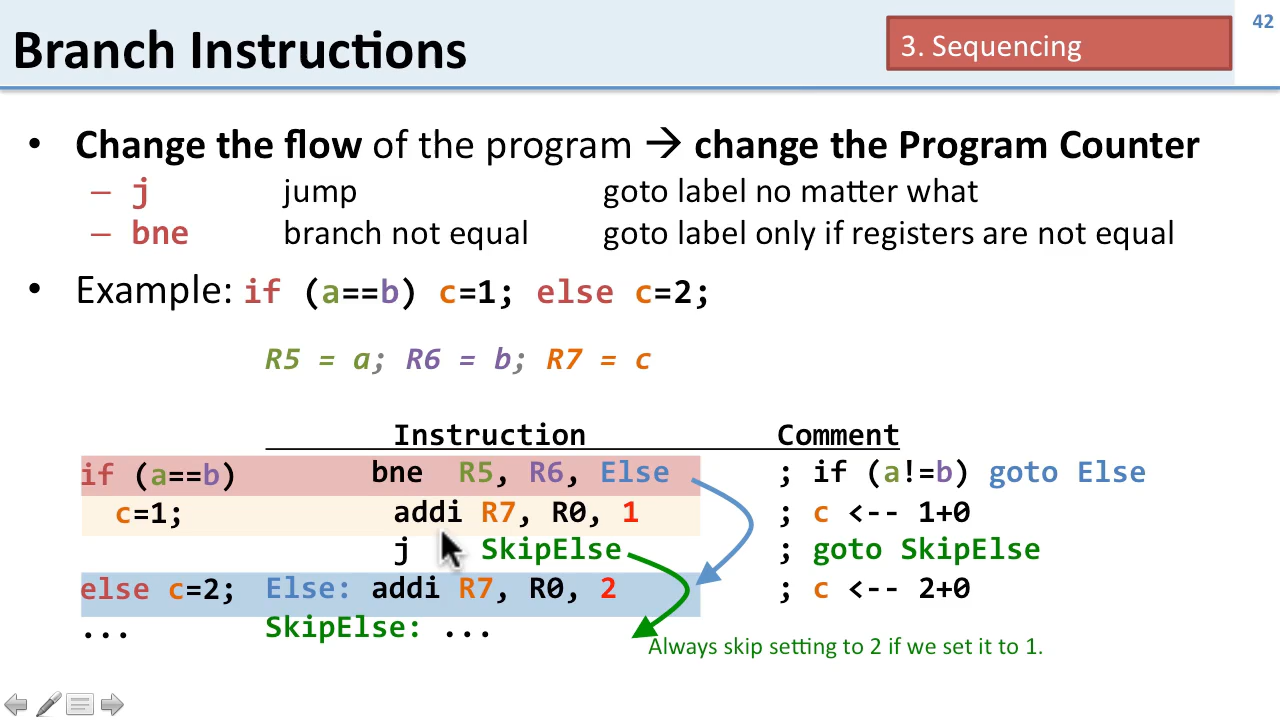 Branch Instructions
3. Sequencing
42
• Change the flow of the program → change the Program Counter
– j jump goto label no matter what
– bne branch not equal goto label only if registers are not equal
• Example: if (a==b) c=1; else c=2;
R5 = a; R6 = b; R7 = c
Instruction Comment
if (a==b) bne R5, R6, Else ; if (a!=b) goto Else
c=1; addi R7, R0, 1 ; c <-- 1+0
j SkipElse ; goto SkipElse
else c=2; Else: addi R7, R0, 2 ; c <-- 2+0
... SkipElse: ...
Always skip setting to 2 if we set it to 1.